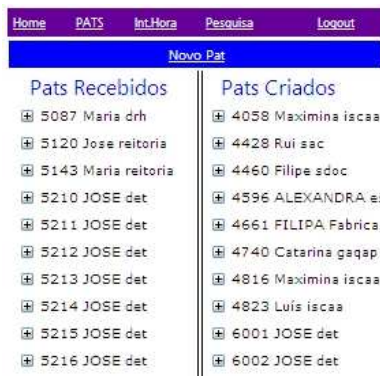 Home PATS Int.Hora Pesquisa Logout
Novo Pat
Pats Recebidos
5087 Maria drh
5120 Jose reitoria
5143 Maria reitoria
5210 JOSE det
5211 JOSE det
5212 JOSE det
5213 JOSE det
5214 JOSE det
5215 JOSE det
5216 JOSE det
Pats Criados
4058 Maximina iscaa
4428 Rui sac
4460 Filipe sdoc
4596 ALEXANDRA
4661 FILIPA Fabrica
4740 Catarina gaqap
4816 Maximina iscaa
4823 Luís iscaa
6001 JOSE det
6002 JOSE det